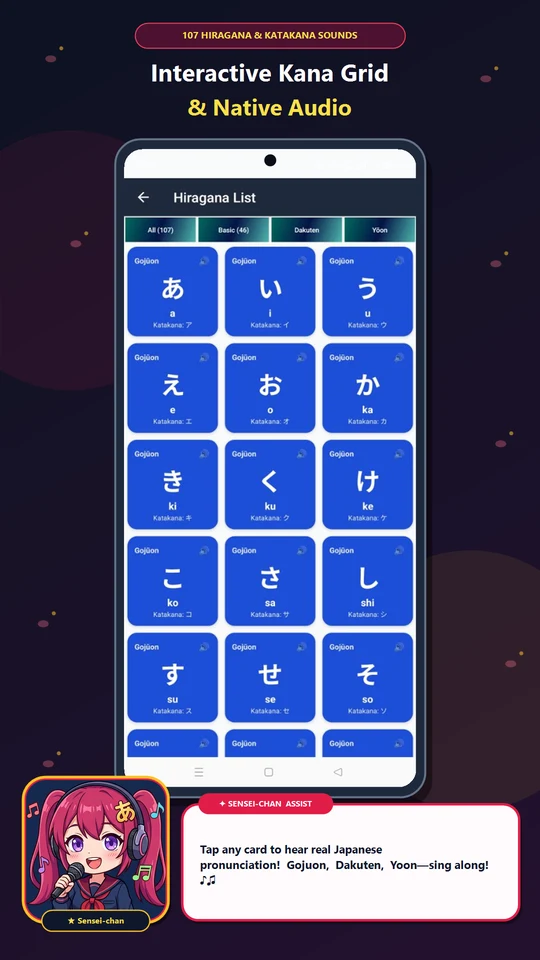 107 HIRAGANA & KATAKANA SOUNDS
Interactive Kana Grid
& Native Audio
Hiragana List
All (107) Basic (46) Dakuten Yōon
Gojūon Gojūon Gojūon
あ い う
a i u
Katakana: ア Katakana: イ Katakana: ウ
Gojūon Gojūon Gojūon
え お か
e o ka
Katakana: エ Katakana: オ Katakana: カ
Gojūon Gojūon Gojūon
き く け
ki ku ke
Katakana: キ Katakana: ク Katakana: ケ
Gojūon Gojūon Gojūon
こ さ し
ko sa shi
Katakana: コ Katakana: サ Katakana: シ
Gojūon Gojūon Gojūon
す せ そ
su se so
Katakana: ス Katakana: セ Katakana: ソ
Gojūon Gojūon Gojūon
あ
★ Sensei-chan
✦ SENSEI-CHAN ASSIST
Tap any card to hear real Japanese
pronunciation! Gojuon, Dakuten, Yoon—sing along!
♪♫